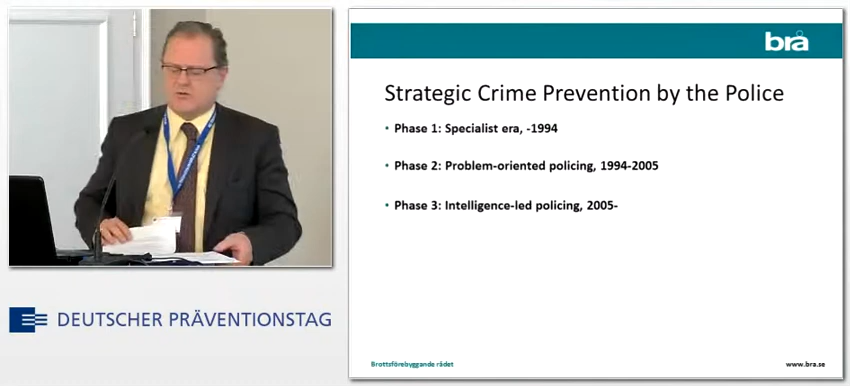 brå
Strategic Crime Prevention by the Police
• Phase 1: Specialist era, -1994
• Phase 2: Problem-oriented policing, 1994-2005
• Phase 3: Intelligence-led policing, 2005-
Brottsförebyggande rådet
www.bra.se
DEUTSCHER PRÄVENTIONSTAG